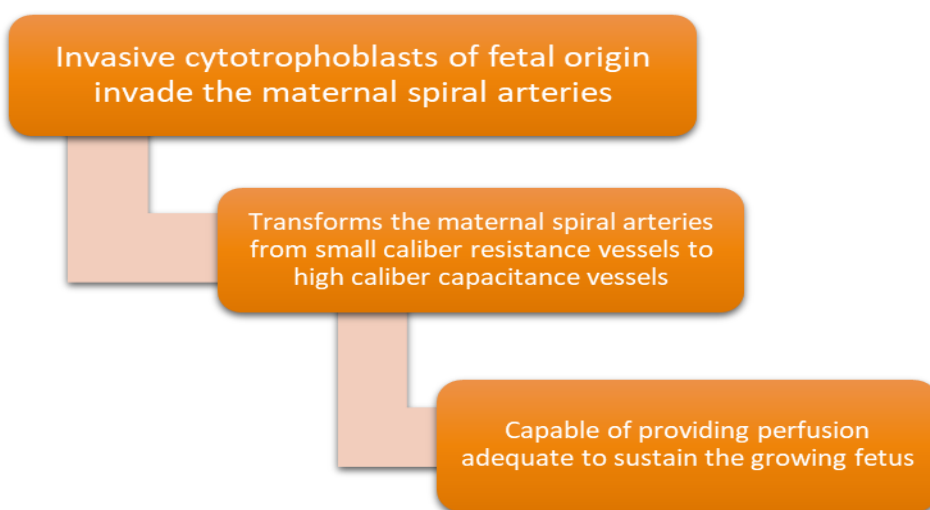 Invasive cytotrophoblasts of fetal origin
invade the maternal spiral arteries
Transforms the maternal spiral arteries
from small caliber resistance vessels to
high caliber capacitance vessels
Capable of providing perfusion
adequate to sustain the growing fetus